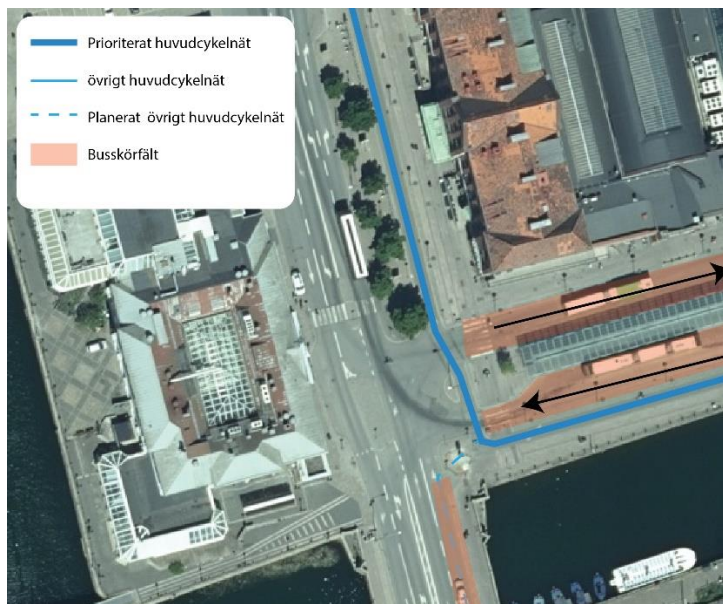 Prioriterat huvudcykelnät
övrigt huvudcykelnät
Planerat övrigt huvudcykelnät
Busskörfält